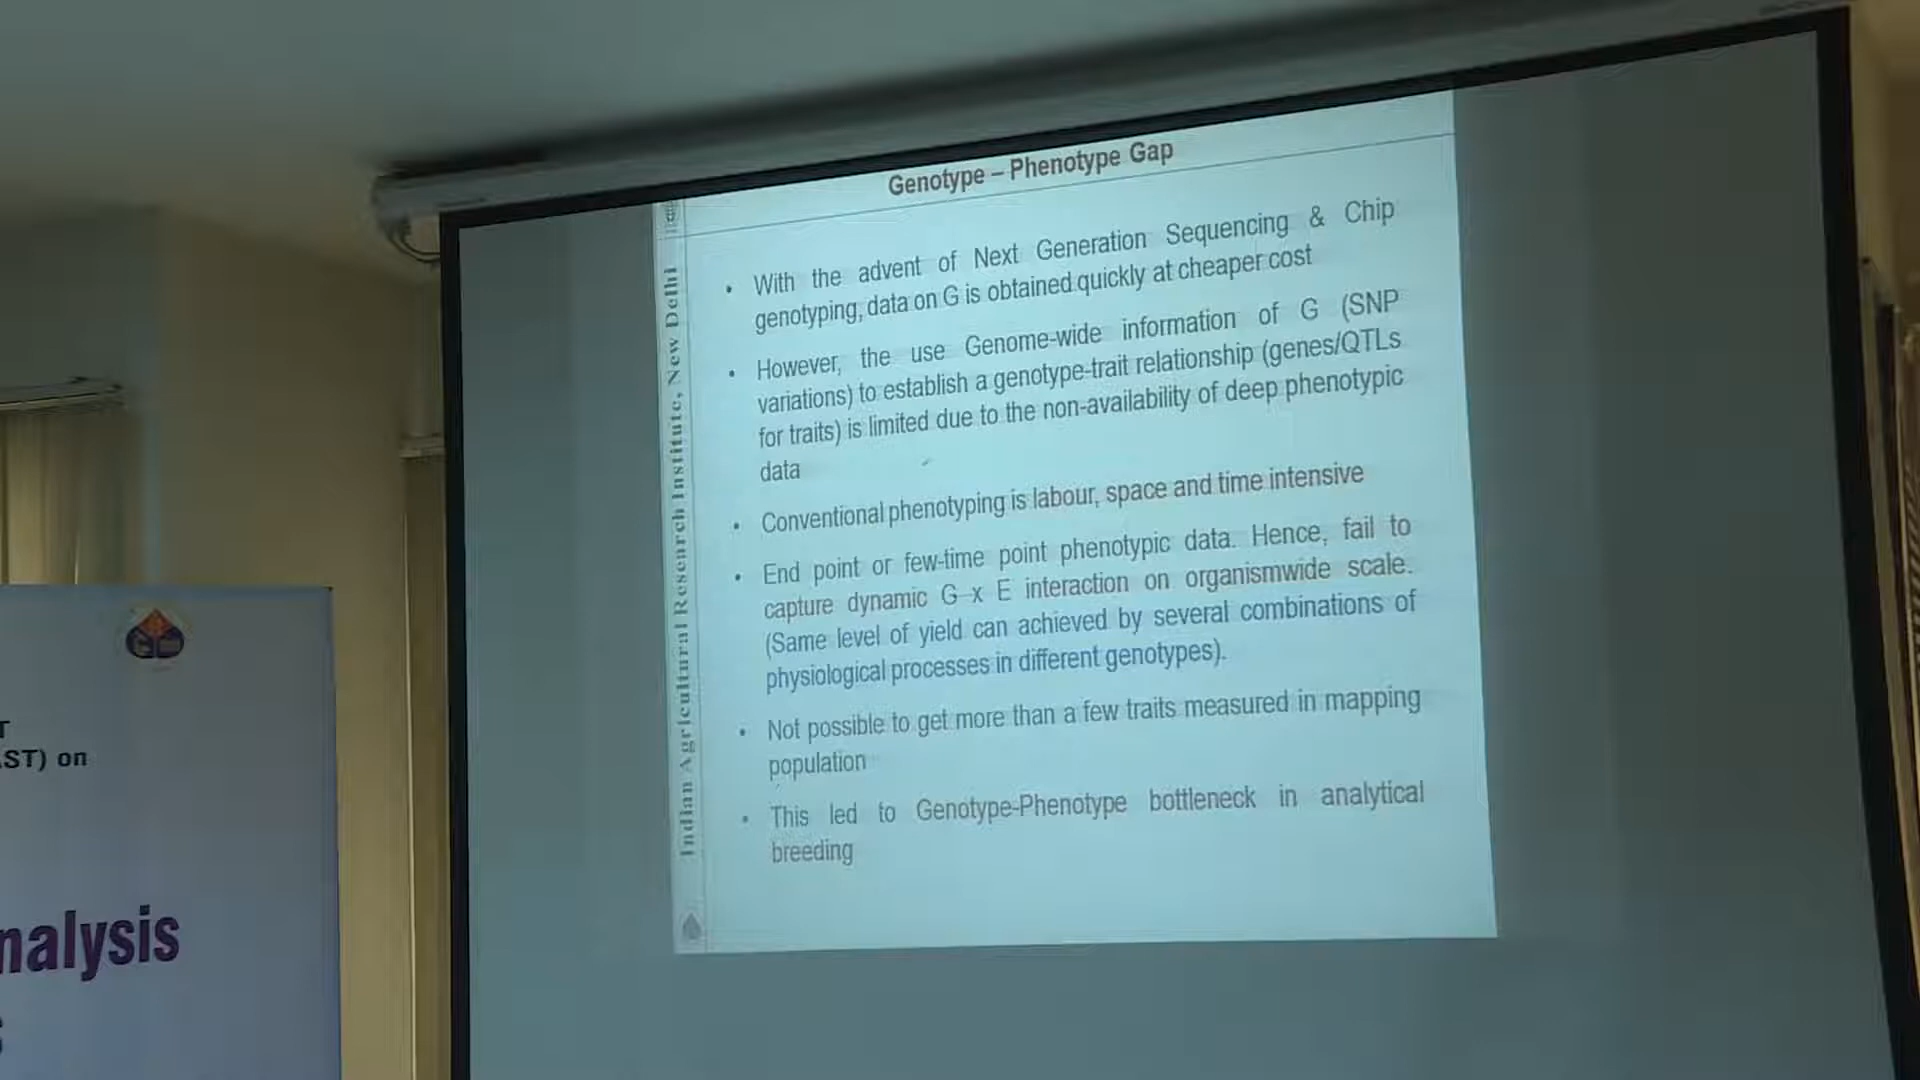 Genotype – Phenotype Gap
• With the advent of Next Generation Sequencing & Chip
genotyping, data on G is obtained quickly at cheaper cost
• However, the use Genome-wide information of G (SNP
variations) to establish a genotype-trait relationship (genes/QTLs
for traits) is limited due to the non-availability of deep phenotypic
data
• Conventional phenotyping is labour, space and time intensive
• End point or few-time point phenotypic data. Hence, fail to
capture dynamic G x E interaction on organismwide scale.
(Same level of yield can achieved by several combinations of
physiological processes in different genotypes).
• Not possible to get more than a few traits measured in mapping
population
• This led to Genotype-Phenotype bottleneck in analytical
breeding
Indian Agricultural Research Institute, New Delhi
ST) on
nalysis